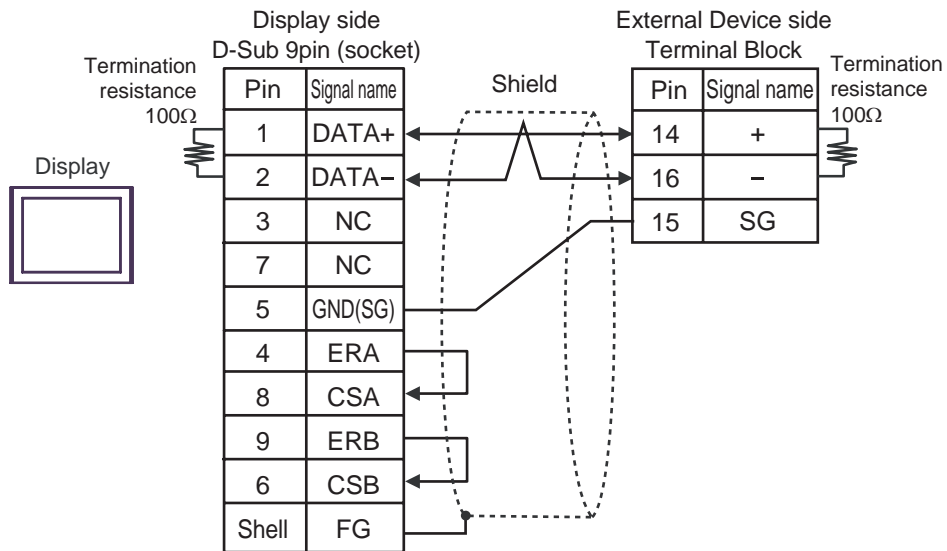 Display side
D-Sub 9pin (socket)
External Device side
Terminal Block
Termination
resistance
100Ω
Shield
Termination
resistance
100Ω
Display
Pin Signal name
1 DATA+
2 DATA−
3 NC
7 NC
5 GND(SG)
4 ERA
8 CSA
9 ERB
6 CSB
Shell FG
Pin Signal name
14 +
16 −
15 SG